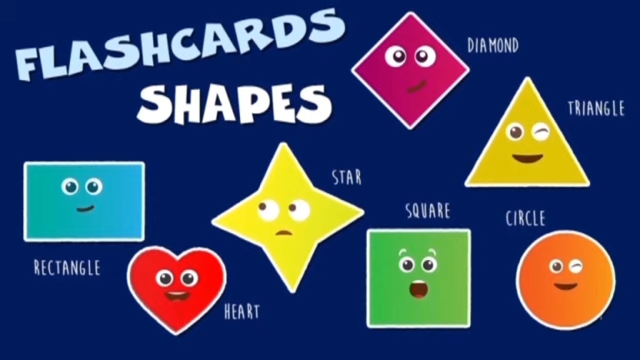 FLASHCARDS
SHAPES
DIAMOND
TRIANGLE
STAR
SQUARE
CIRCLE
RECTANGLE
HEART